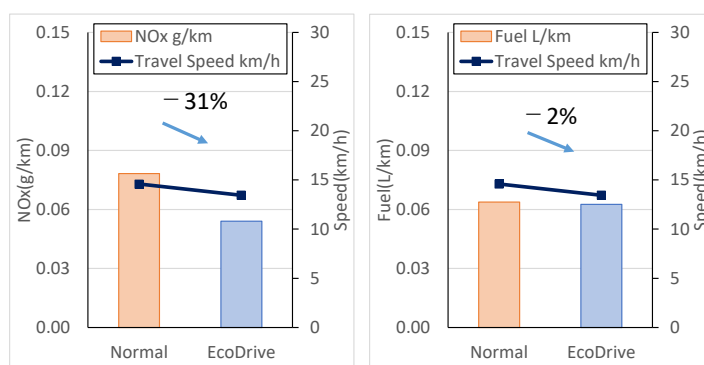 NOx g/km
Travel Speed km/h
0.15
0.12
0.09
0.06
0.03
0.00
NOx(g/km)
30
25
20
15
10
5
0
Speed(km/h)
− 31%
Normal
EcoDrive
Fuel L/km
Travel Speed km/h
0.15
0.12
0.09
0.06
0.03
0.00
Fuel(L/km)
30
25
20
15
10
5
0
Speed(km/h)
− 2%
Normal
EcoDrive